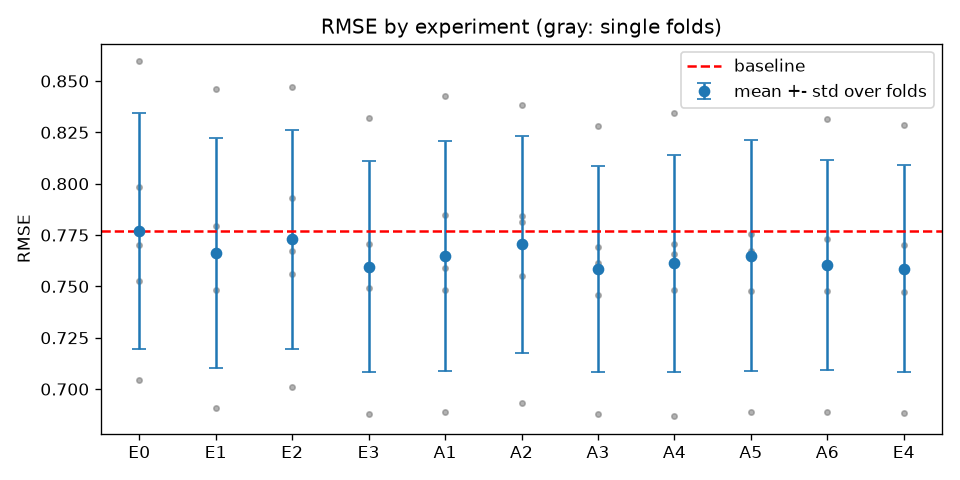 RMSE by experiment (gray: single folds)
baseline
mean +- std over folds
RMSE
0.850
0.825
0.800
0.775
0.750
0.725
0.700
E0 E1 E2 E3 A1 A2 A3 A4 A5 A6 E4